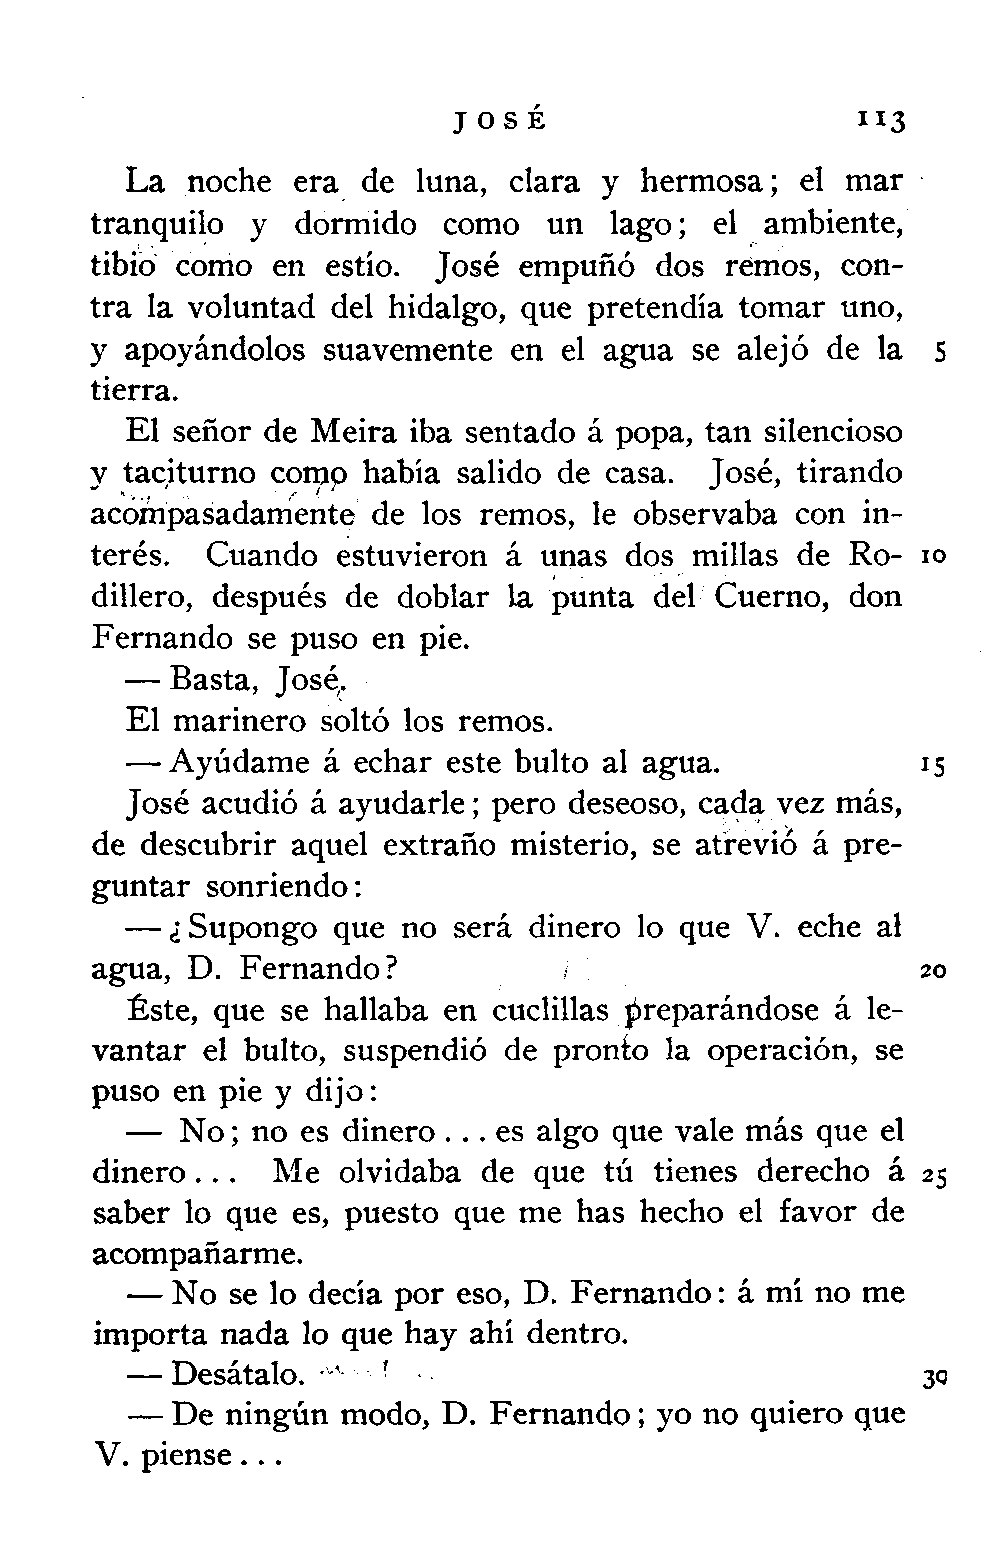 JOSÉ 113
La noche era de luna, clara y hermosa; el mar
tranquilo y dormido como un lago; el ambiente,
tibio como en estío. José empuñó dos remos, con-
tra la voluntad del hidalgo, que pretendía tomar uno,
y apoyándolos suavemente en el agua se alejó de la 5
tierra.
El señor de Meira iba sentado á popa, tan silencioso
y taciturno como había salido de casa. José, tirando
acompasadamente de los remos, le observaba con in-
terés. Cuando estuvieron á unas dos millas de Ro- 10
dillero, después de doblar la punta del Cuerno, don
Fernando se puso en pie.
— Basta, José.
El marinero soltó los remos.
— Ayúdame á echar este bulto al agua. 15
José acudió á ayudarle; pero deseoso, cada vez más,
de descubrir aquel extraño misterio, se atrevió á pre-
guntar sonriendo:
— ¿Supongo que no será dinero lo que V. eche al
agua, D. Fernando? 20
Éste, que se hallaba en cuclillas preparándose á le-
vantar el bulto, suspendió de pronto la operación, se
puso en pie y dijo:
— No; no es dinero ... es algo que vale más que el
dinero ... Me olvidaba de que tú tienes derecho á 25
saber lo que es, puesto que me has hecho el favor de
acompañarme.
— No se lo decía por eso, D. Fernando: á mí no me
importa nada lo que hay ahí dentro.
— Desátalo. 30
— De ningún modo, D. Fernando; yo no quiero que
V. piense ...